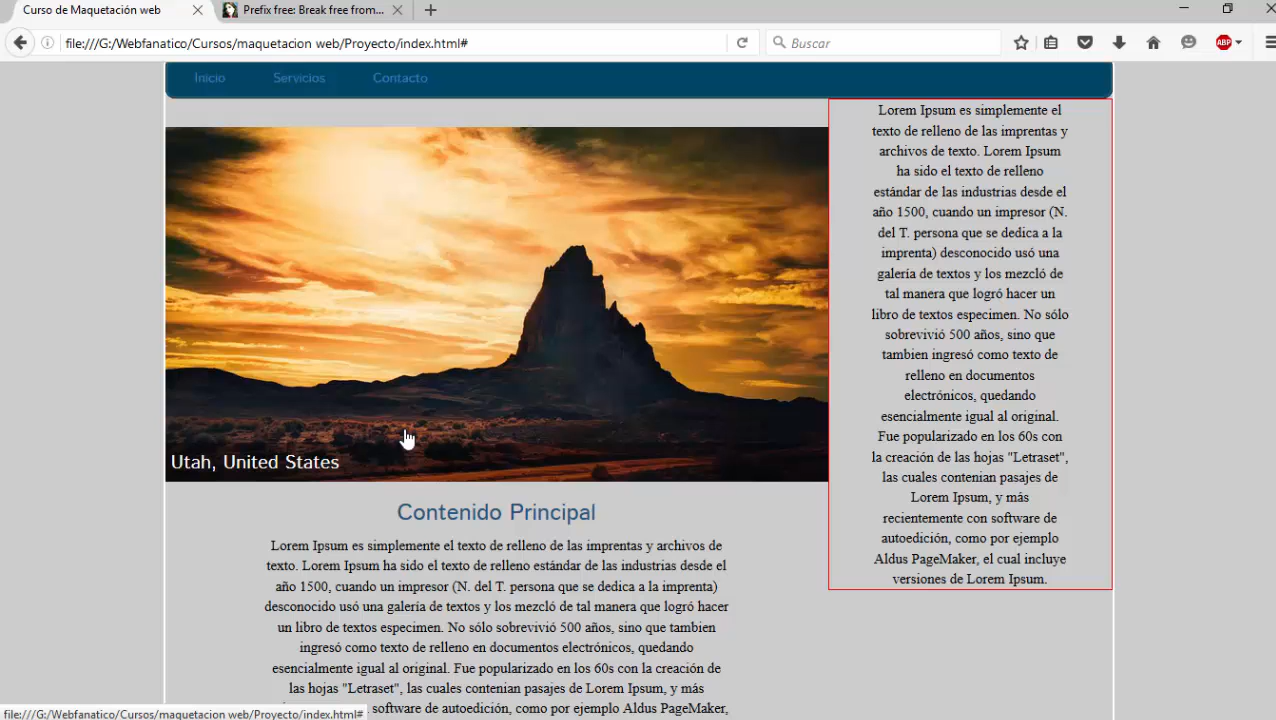 Curso de Maquetación web
Prefix free: Break free from...
file:///G:/Webfanatico/Cursos/maquetacion web/Proyecto/index.html#
Buscar
ABP
Inicio
Servicios
Contacto
Utah, United States
Contenido Principal
Lorem Ipsum es simplemente el texto de relleno de las imprentas y archivos de
texto. Lorem Ipsum ha sido el texto de relleno estándar de las industrias desde el
año 1500, cuando un impresor (N. del T. persona que se dedica a la imprenta)
desconocido usó una galería de textos y los mezcló de tal manera que logró hacer
un libro de textos especimen. No sólo sobrevivió 500 años, sino que tambien
ingresó como texto de relleno en documentos electrónicos, quedando
esencialmente igual al original. Fue popularizado en los 60s con la creación de
las hojas "Letraset", las cuales contenian pasajes de Lorem Ipsum, y más
software de autoedición, como por ejemplo Aldus PageMaker,
Lorem Ipsum es simplemente el
texto de relleno de las imprentas y
archivos de texto. Lorem Ipsum
ha sido el texto de relleno
estándar de las industrias desde el
año 1500, cuando un impresor (N.
del T. persona que se dedica a la
imprenta) desconocido usó una
galería de textos y los mezcló de
tal manera que logró hacer un
libro de textos especimen. No sólo
sobrevivió 500 años, sino que
tambien ingresó como texto de
relleno en documentos
electrónicos, quedando
esencialmente igual al original.
Fue popularizado en los 60s con
la creación de las hojas "Letraset",
las cuales contenian pasajes de
Lorem Ipsum, y más
recientemente con software de
autoedición, como por ejemplo
Aldus PageMaker, el cual incluye
versiones de Lorem Ipsum.
file:///G:/Webfanatico/Cursos/maquetacion web/Proyecto/index.html#